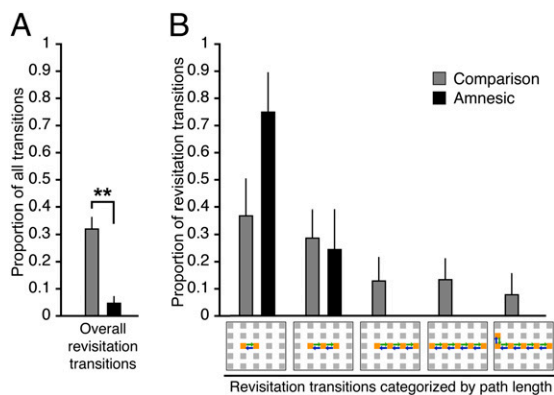 A
Proportion of all transitions
1
0.9
0.8
0.7
0.6
0.5
0.4
0.3
0.2
0.1
0
**
Overall
revisitation
transitions
B
Proportion of revisitation transitions
1
0.9
0.8
0.7
0.6
0.5
0.4
0.3
0.2
0.1
0
Comparison
Amnesic
Revisitation transitions categorized by path length